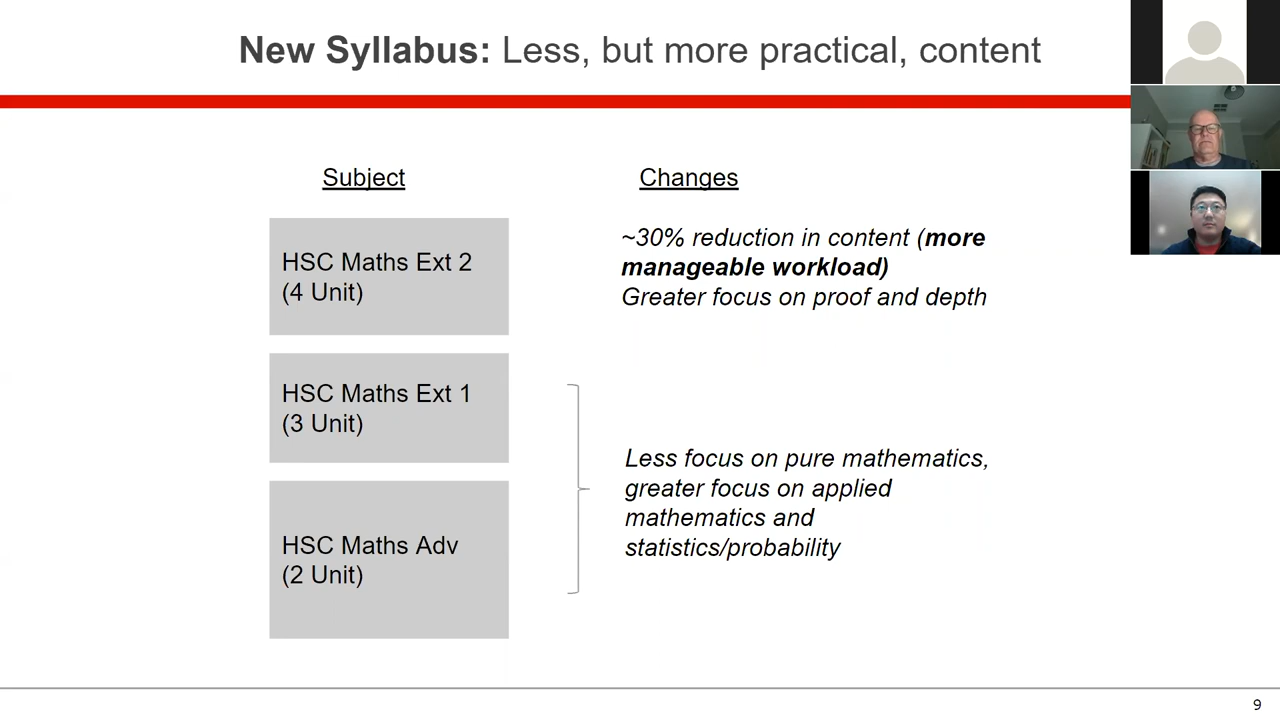 New Syllabus: Less, but more practical, content
Subject
Changes
HSC Maths Ext 2
(4 Unit)
~30% reduction in content (more
manageable workload)
Greater focus on proof and depth
HSC Maths Ext 1
(3 Unit)
Less focus on pure mathematics,
greater focus on applied
mathematics and
statistics/probability
HSC Maths Adv
(2 Unit)
9